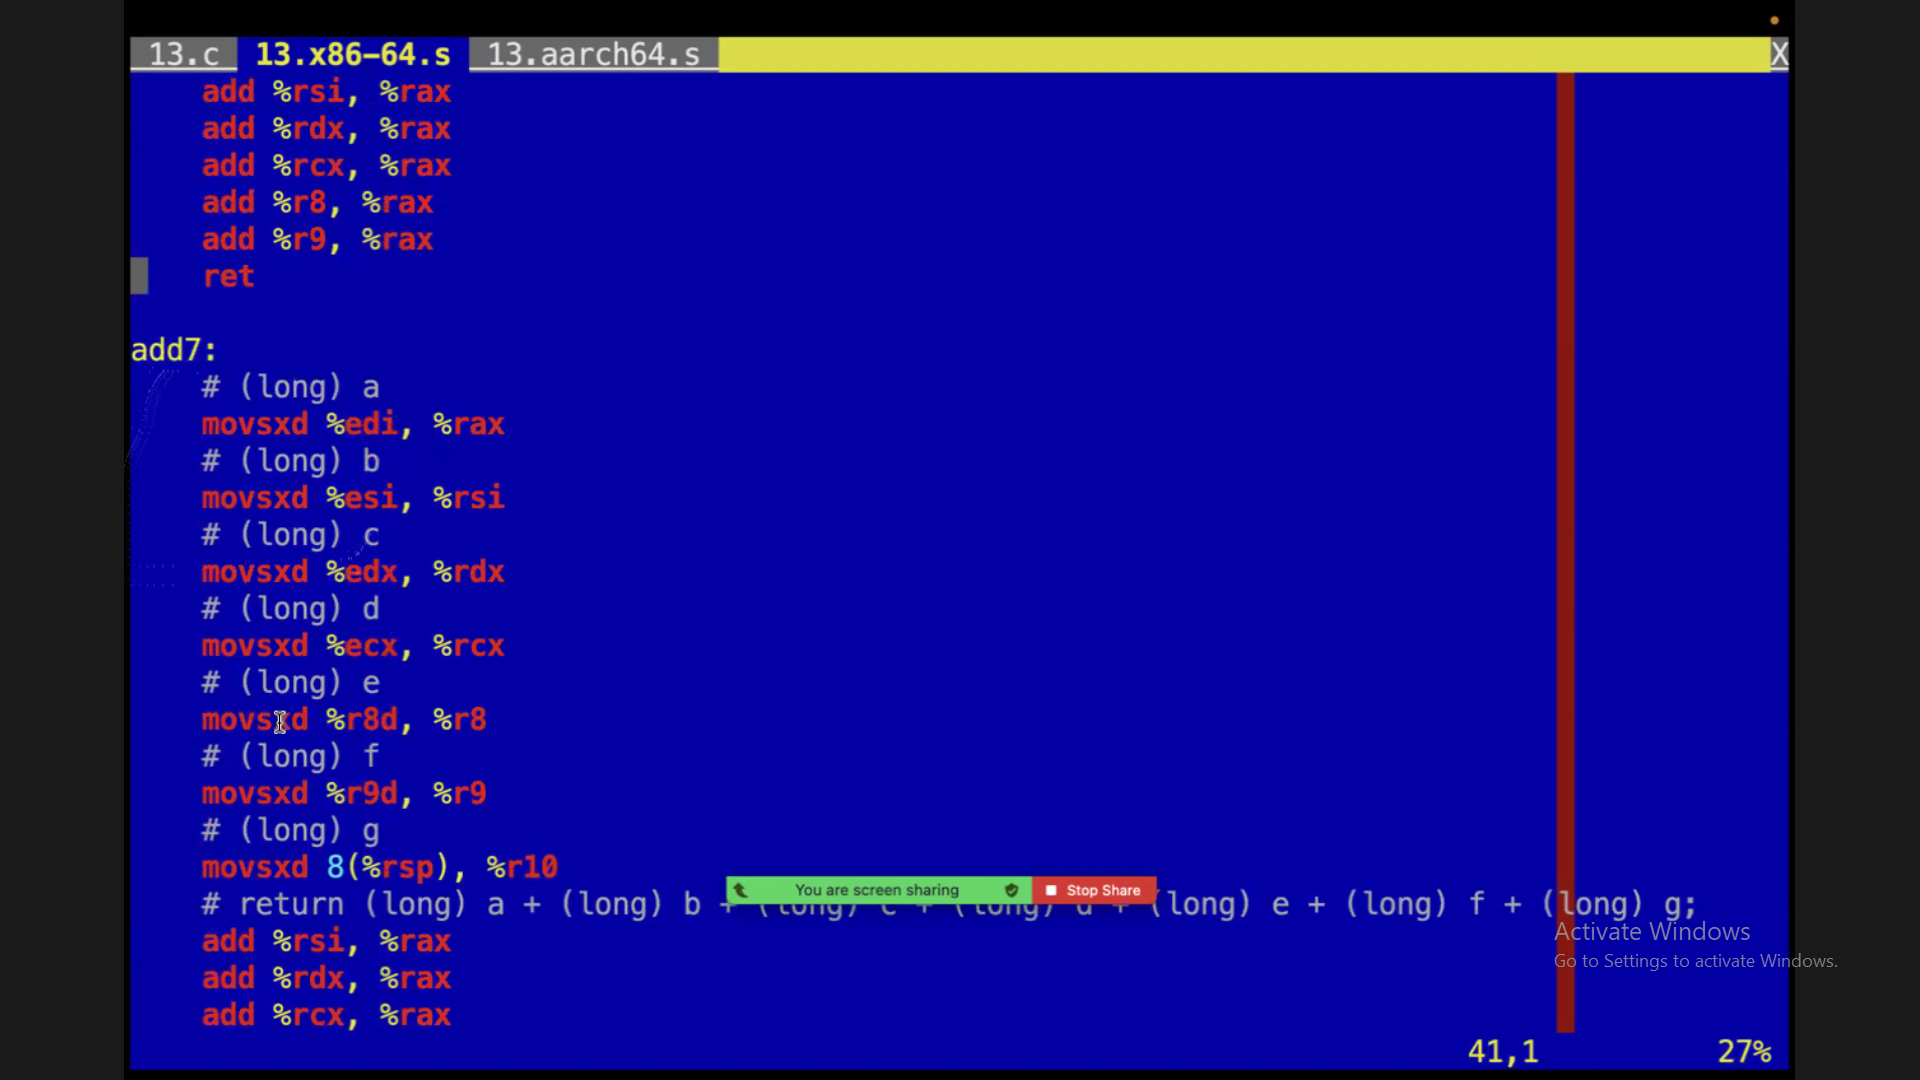 13.c 13.x86-64.s 13.aarch64.s X
add %rsi, %rax
add %rdx, %rax
add %rcx, %rax
add %r8, %rax
add %r9, %rax
ret
add7:
# (long) a
movsxd %edi, %rax
# (long) b
movsxd %esi, %rsi
# (long) c
movsxd %edx, %rdx
# (long) d
movsxd %ecx, %rcx
# (long) e
movsxd %r8d, %r8
# (long) f
movsxd %r9d, %r9
# (long) g
movsxd 8(%rsp), %r10
You are screen sharing Stop Share
# return (long) a + (long) b + (long) c + (long) d + (long) e + (long) f + (long) g;
add %rsi, %rax
add %rdx, %rax
add %rcx, %rax
Activate Windows
Go to Settings to activate Windows.
41,1 27%